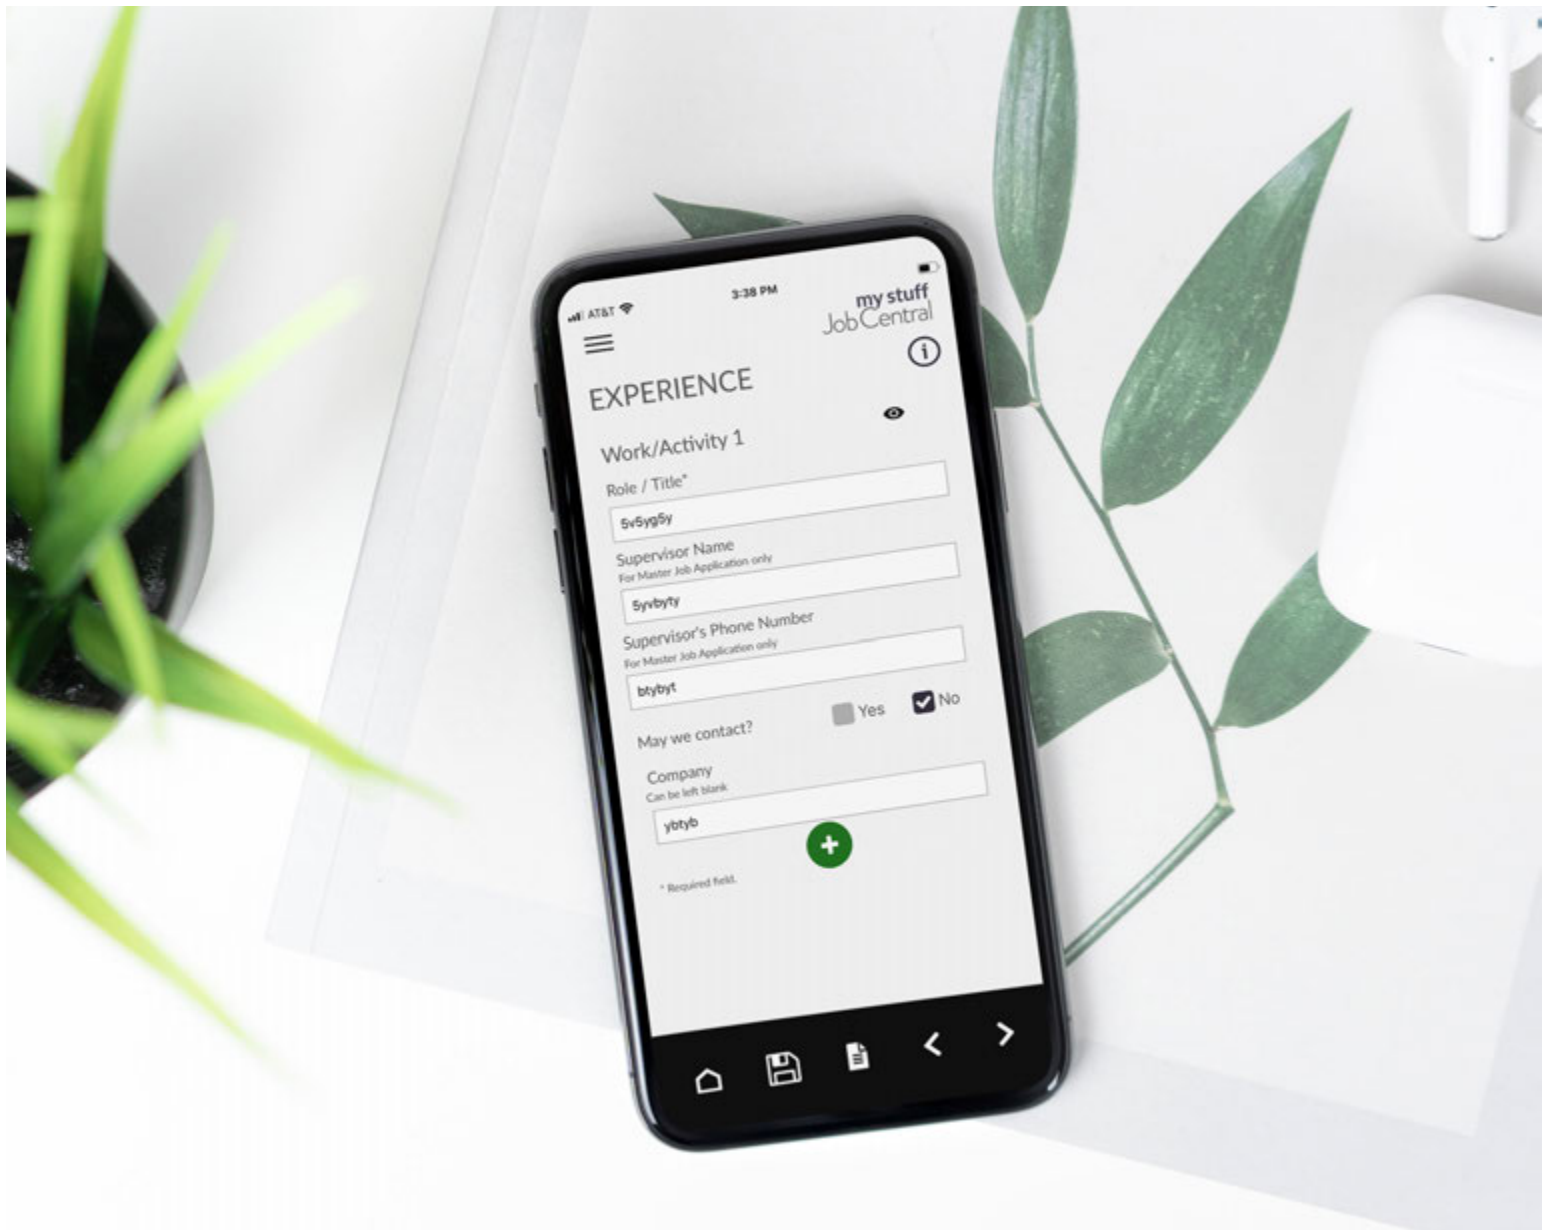 AT&T
3:38 PM
my stuff
JobCentral
EXPERIENCE
Work/Activity 1
Role / Title*
5v5yg5y
Supervisor Name
For Master Job Application only
5yvbyty
Supervisor's Phone Number
For Master Job Application only
btybyt
May we contact?
Yes
No
Company
Can be left blank
ybtyb
* Required field.